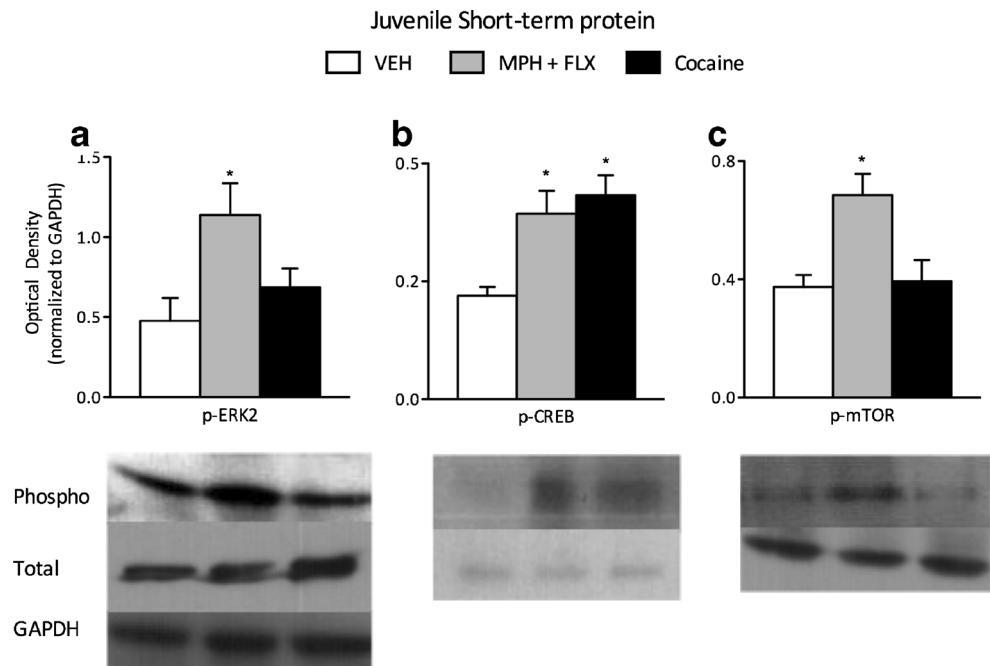 Juvenile Short-term protein
VEH MPH + FLX Cocaine
a b c
Optical Density
(normalized to GAPDH)
1.5
1.0
0.5
0.0
*
p-ERK2
0.5
0.2
0.0
* *
p-CREB
0.8
0.4
0.0
*
p-mTOR
Phospho
Total
GAPDH